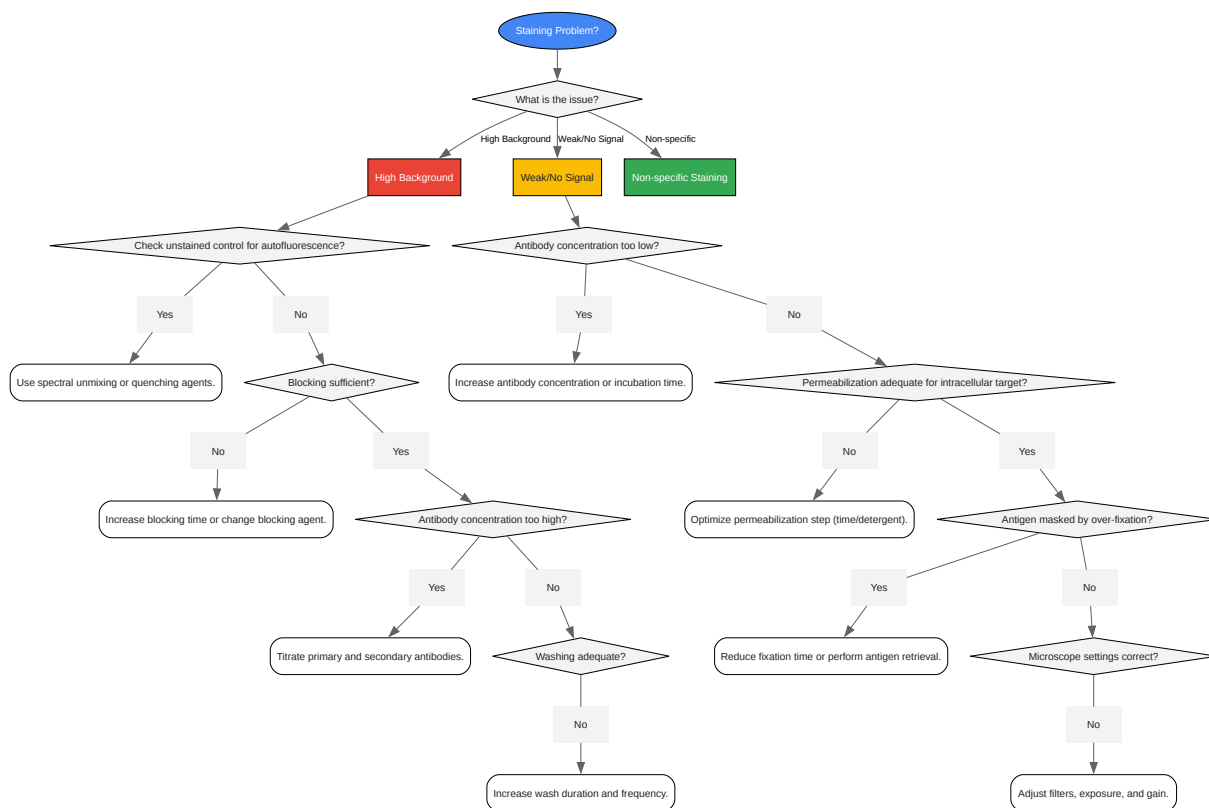 Staining Problem?
What is the issue?
High Background
Weak/No Signal
Non-specific
High Background
Weak/No Signal
Non-specific Staining
Check unstained control for autofluorescence?
Antibody concentration too low?
Yes
No
Yes
No
Use spectral unmixing or quenching agents.
Blocking sufficient?
Increase antibody concentration or incubation time.
Permeabilization adequate for intracellular target?
No
Yes
No
Yes
Increase blocking time or change blocking agent.
Antibody concentration too high?
Optimize permeabilization step (time/detergent).
Antigen masked by over-fixation?
Yes
No
Yes
No
Titrate primary and secondary antibodies.
Washing adequate?
Reduce fixation time or perform antigen retrieval.
Microscope settings correct?
No
No
Increase wash duration and frequency.
Adjust filters, exposure, and gain.